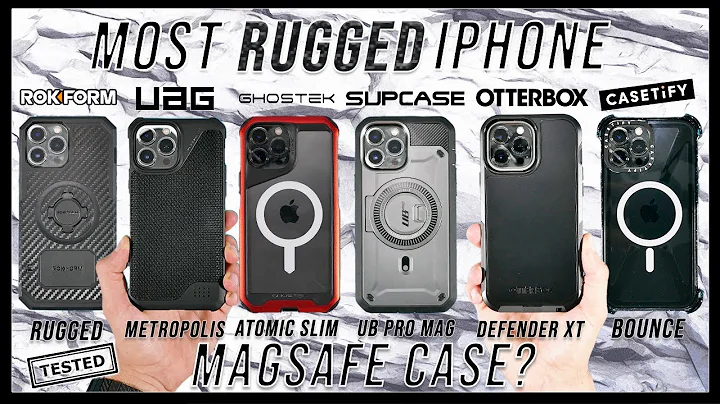 MOST RUGGED IPHONE
ROKFORM UAG GHOSTEK SUPCASE OTTERBOX CASETiFY
RUGGED METROPOLIS ATOMIC SLIM UB PRO MAG DEFENDER XT BOUNCE
TESTED
MAGSAFE CASE?